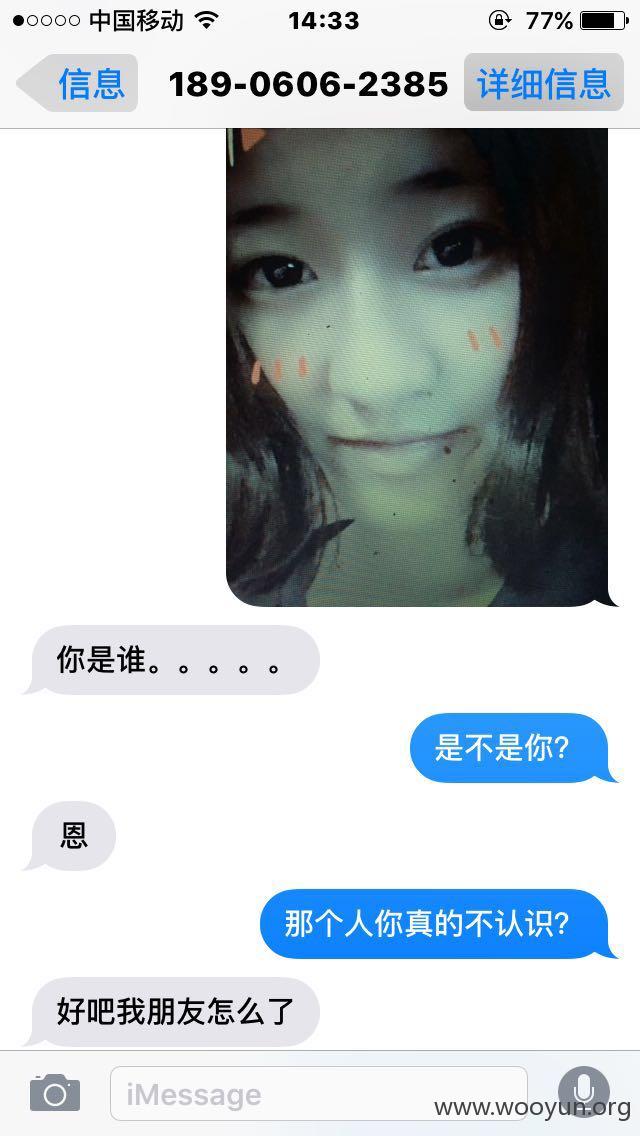 中国移动 14:33 77%
信息 189-0606-2385 详细信息
你是谁。。。。。
是不是你?
恩
那个人你真的不认识?
好吧我朋友怎么了
iMessage
www.wooyun.org